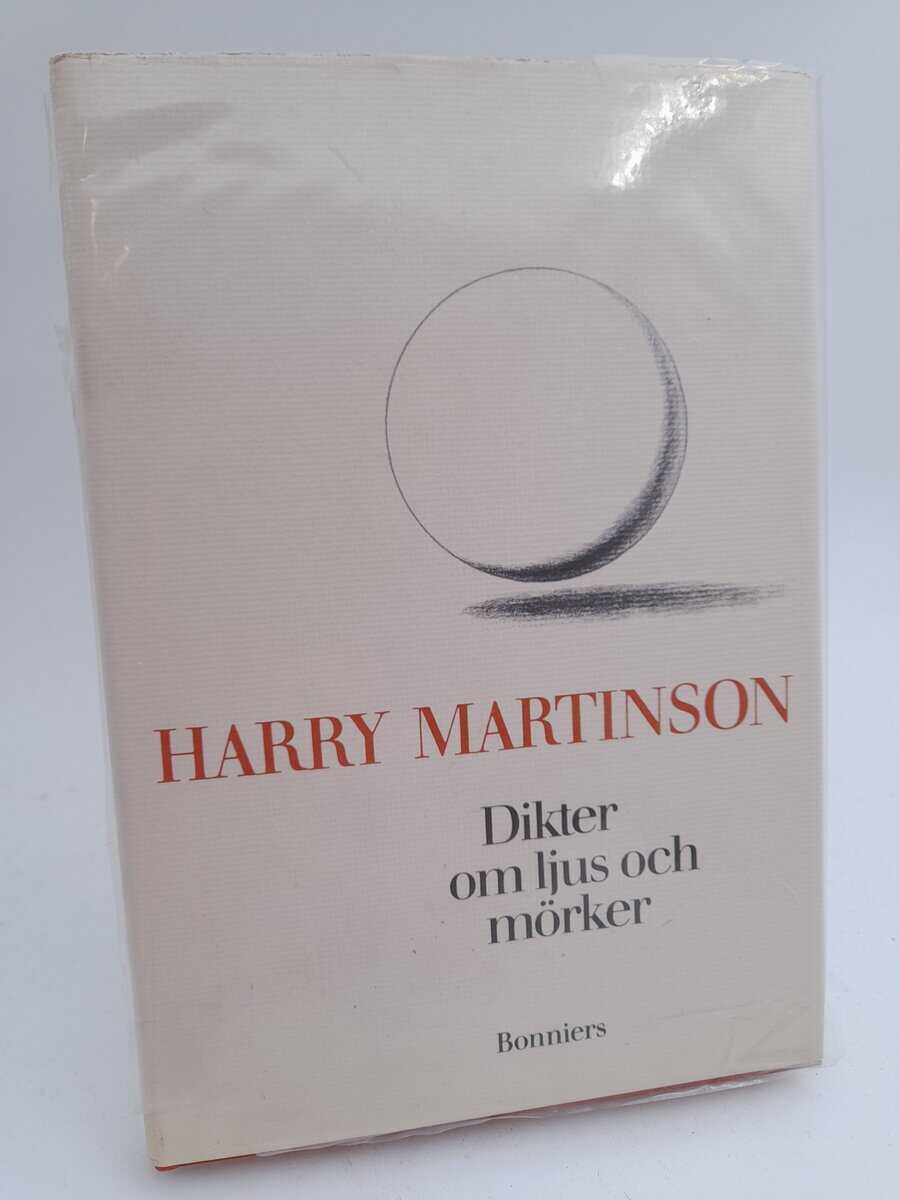 HARRY MARTINSON
Dikter
om ljus och
mörker
Bonniers